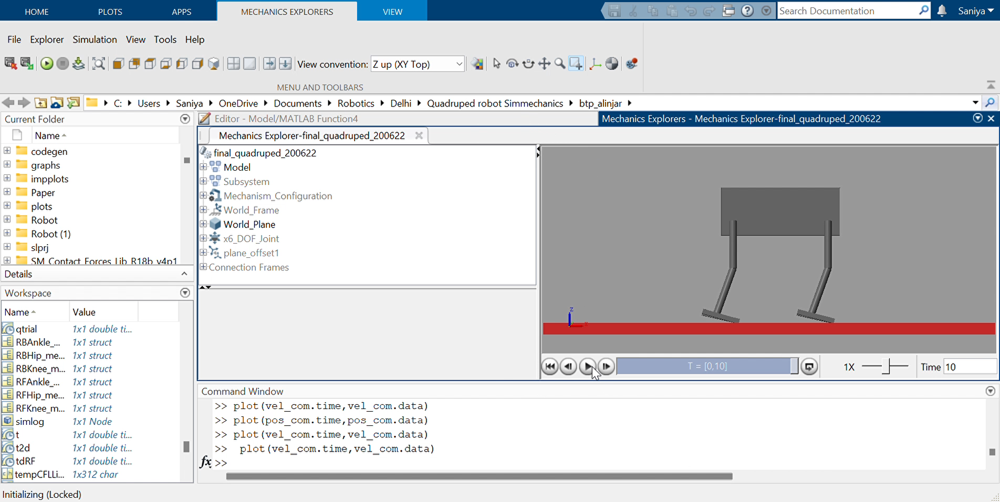 HOME PLOTS APPS MECHANICS EXPLORERS VIEW Search Documentation Saniya
File Explorer Simulation View Tools Help
View convention: Z up (XY Top)
MENU AND TOOLBARS
C: Users Saniya OneDrive Documents Robotics Delhi Quadruped robot Simmechanics btp_alinjar
Current Folder
Name
codegen
graphs
impplots
Paper
plots
Robot
Robot (1)
slprj
SM_Contact_Forces_Lib_R18b_v4p1
Details
Workspace
Name Value
qtrial 1x1 double ti...
RBAnkle_... 1x1 struct
RBHip_me... 1x1 struct
RBKnee_m... 1x1 struct
RFAnkle_... 1x1 struct
RFHip_me... 1x1 struct
RFKnee_m... 1x1 struct
simlog 1x1 Node
t 1x1 double ti...
t2d 1x1 double ti...
tdRF 1x1 double ti...
tempCFLLi... 1x312 char
Editor - Model/MATLAB Function4
Mechanics Explorers - Mechanics Explorer-final_quadruped_200622
Mechanics Explorer-final_quadruped_200622
final_quadruped_200622
Model
Subsystem
Mechanism_Configuration
World_Frame
World_Plane
x6_DOF_Joint
plane_offset1
Connection Frames
z
x
T = [0,10] 1X Time 10
Command Window
>> plot(vel_com.time,vel_com.data)
>> plot(pos_com.time,pos_com.data)
>> plot(vel_com.time,vel_com.data)
>> plot(vel_com.time,vel_com.data)
fx >>
Initializing (Locked)